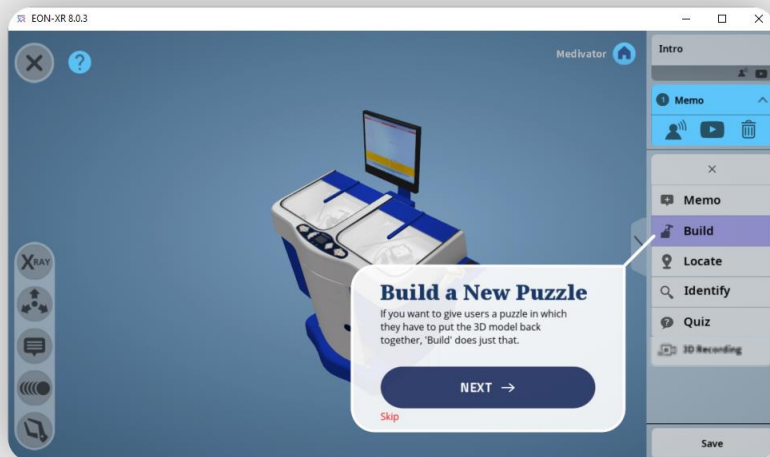 EON-XR 8.0.3
Medivator
Intro
1 Memo
Memo
Build
Locate
Identify
Quiz
3D Recording
Save
XRAY
Build a New Puzzle
If you want to give users a puzzle in which
they have to put the 3D model back
together, 'Build' does just that.
NEXT →
Skip